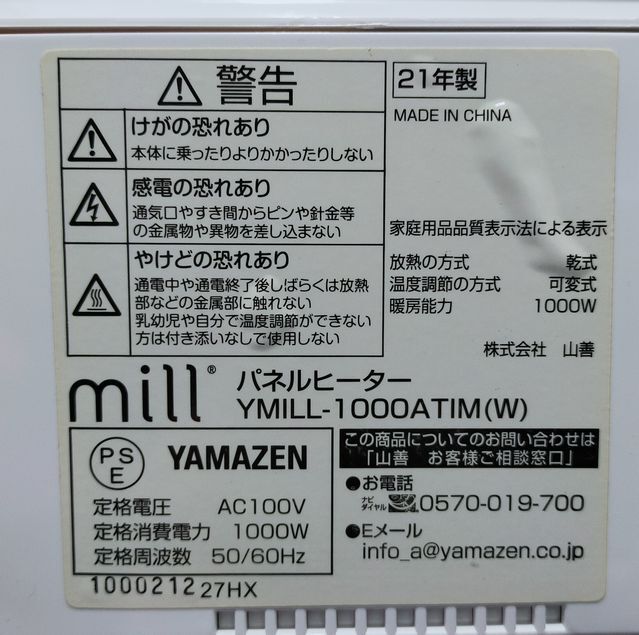 警告
けがの恐れあり
本体に乗ったりよりかかったりしない
感電の恐れあり
通気口やすき間からピンや針金等
の金属物や異物を差し込まない
やけどの恐れあり
通電中や通電終了後しばらくは放熱
部などの金属部に触れない
乳幼児や自分で温度調節ができない
方は付き添いなしで使用しない
21年製
MADE IN CHINA
家庭用品品質表示法による表示
放熱の方式 乾式
温度調節の方式 可変式
暖房能力 1000W
株式会社 山善
mill® パネルヒーター
YMILL-1000ATIM(W)
PSE YAMAZEN
定格電圧 AC100V
定格消費電力 1000W
定格周波数 50/60Hz
1000212 27HX
この商品についてのお問い合わせは
「山善 お客様ご相談窓口」
●お電話
ナビダイヤル 0570-019-700
●Eメール
info_a@yamazen.co.jp